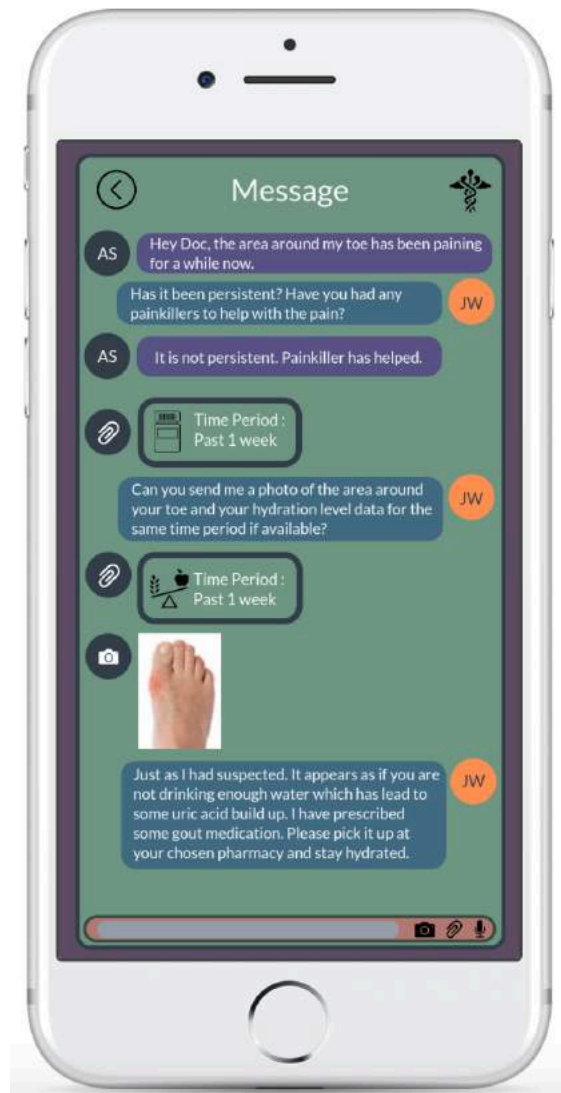 Message
AS
Hey Doc, the area around my toe has been paining
for a while now.
Has it been persistent? Have you had any
painkillers to help with the pain?
JW
AS
It is not persistent. Painkiller has helped.
Time Period :
Past 1 week
Can you send me a photo of the area around
your toe and your hydration level data for the
same time period if available?
JW
Time Period :
Past 1 week
Just as I had suspected. It appears as if you are
not drinking enough water which has lead to
some uric acid build up. I have prescribed
some gout medication. Please pick it up at
your chosen pharmacy and stay hydrated.
JW